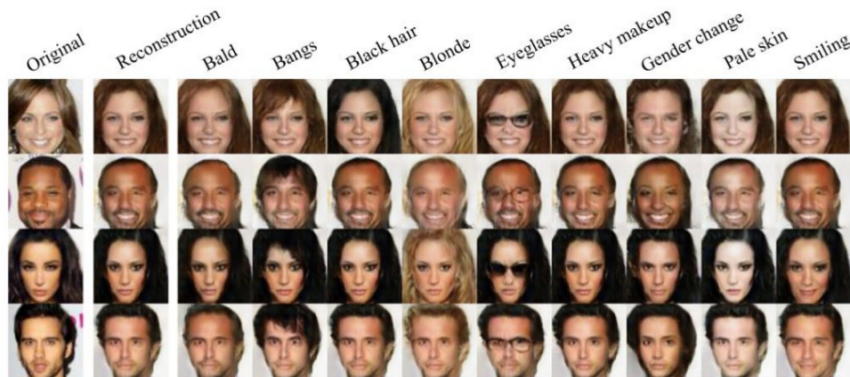 Original
Reconstruction
Bald
Bangs
Black hair
Blonde
Eyeglasses
Heavy makeup
Gender change
Pale skin
Smiling